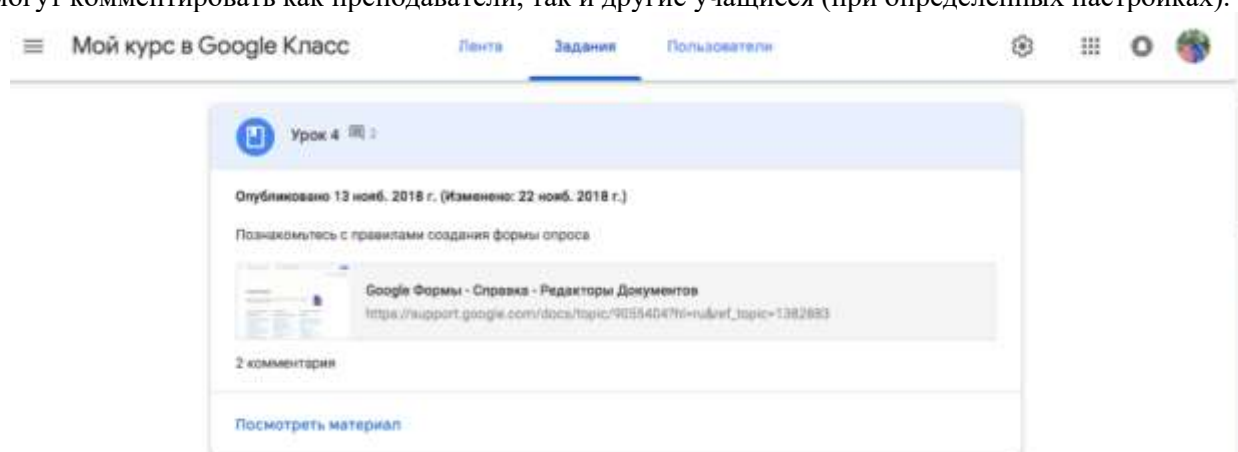 могут комментировать как преподаватели, так и другие учащиеся (при определенных настройках).
Мой курс в Google Класс
Лента Задания Пользователи
Урок 4 2
Опубликовано 13 нояб. 2018 г. (Изменено: 22 нояб. 2018 г.)
Познакомьтесь с правилами создания формы опроса
Google Формы - Справка - Редакторы Документов
https://support.google.com/docs/topic/9055404?hl=ru&ref_topic=1382883
2 комментария
Посмотреть материал